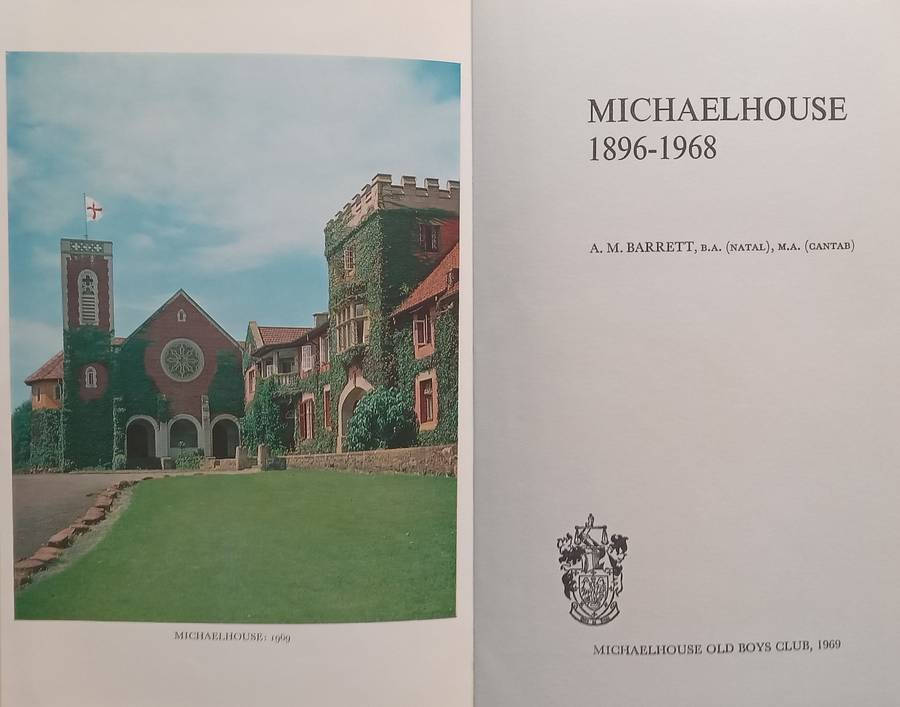 MICHAELHOUSE: 1969
MICHAELHOUSE
1896-1968
A. M. BARRETT, B.A. (NATAL), M.A. (CANTAB)
MICHAELHOUSE OLD BOYS CLUB, 1969